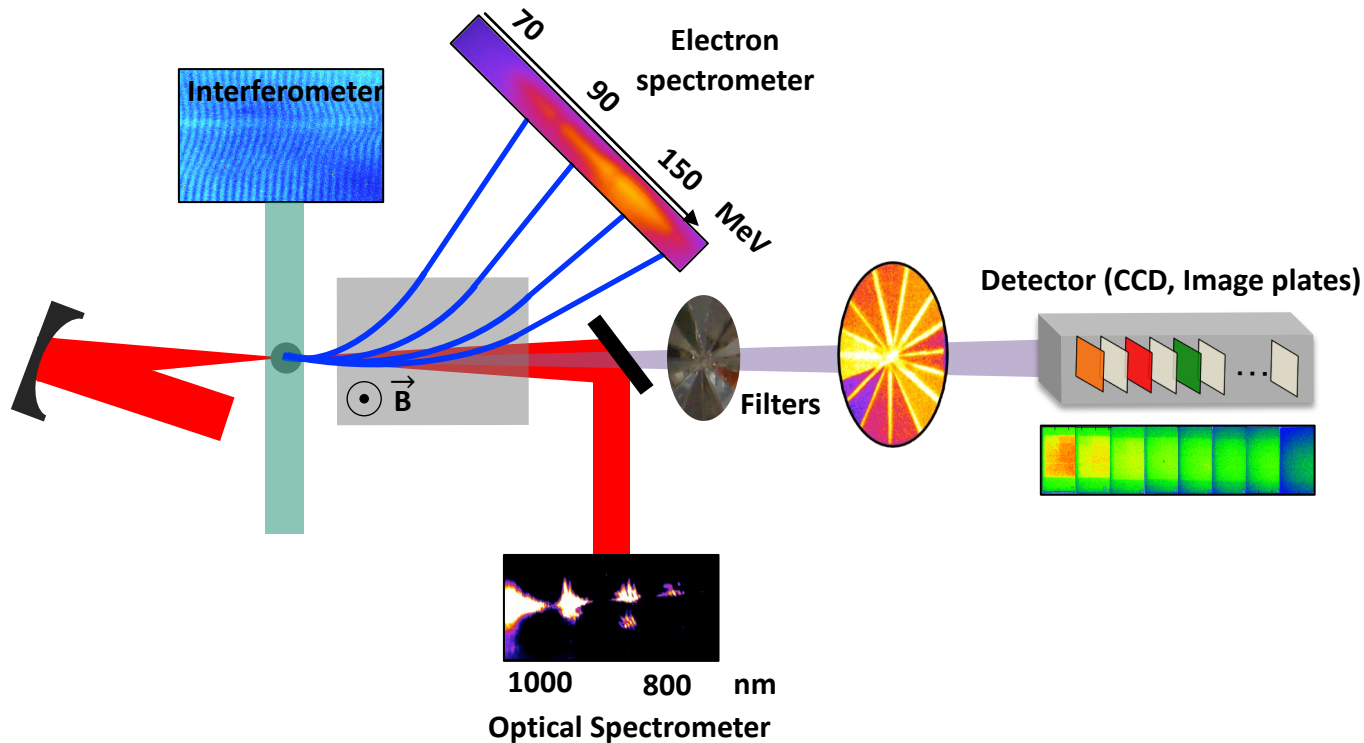 70
90
150
MeV
Electron
spectrometer
Interferometer
Detector (CCD, Image plates)
B
Filters
...
1000 800 nm
Optical Spectrometer